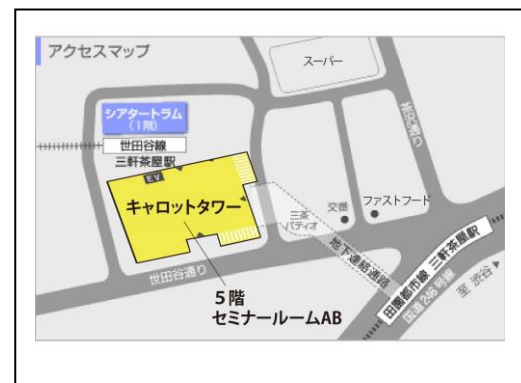 アクセスマップ
スーパー
茶沢通り
シアタートラム
（1階）
世田谷線
三軒茶屋駅
E.V.
キャロットタワー
三茶
パティオ
交番
ファストフード
地下連絡通路
世田谷通り
田園都市線 三軒茶屋駅
国道246号線
至 渋谷
5階
セミナールームAB